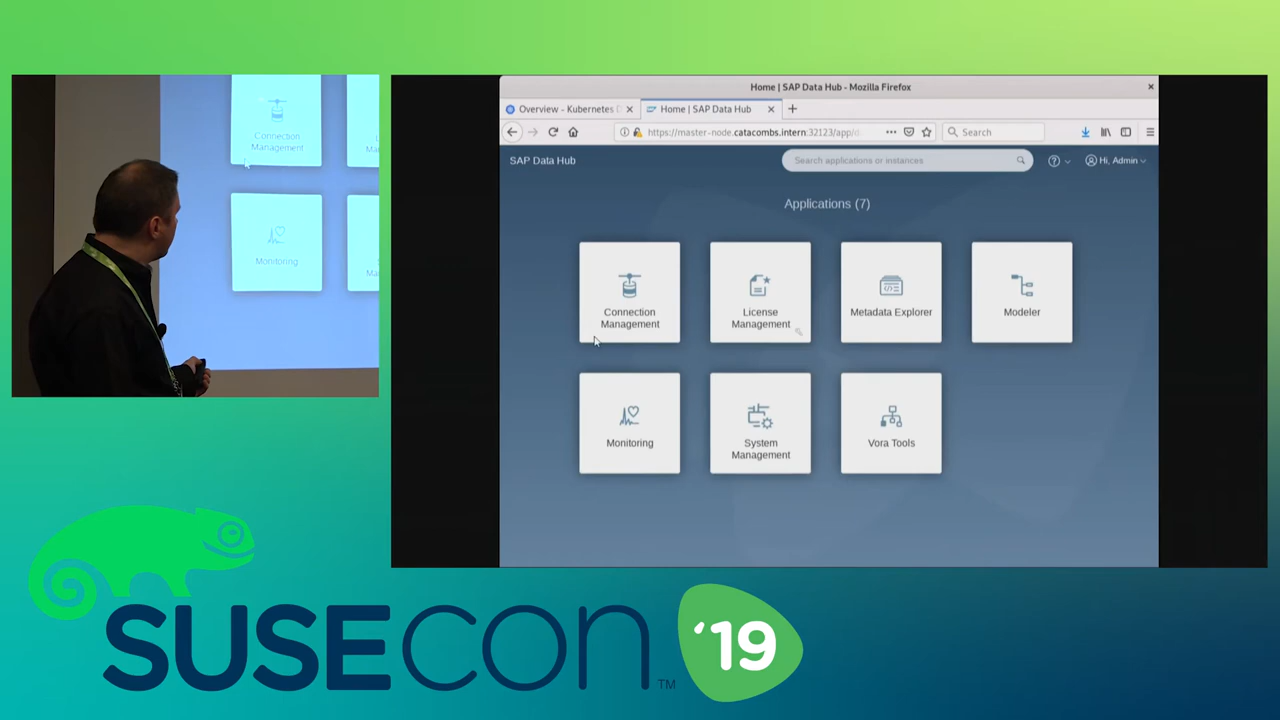 Connection
Management
Monitoring
Home | SAP Data Hub - Mozilla Firefox
Overview - Kubernetes D
Home | SAP Data Hub
https://master-node.catacombs.intern:32123/app/d
Search
SAP Data Hub
Search applications or instances
Hi, Admin
Applications (7)
Connection
Management
License
Management
Metadata Explorer
Modeler
Monitoring
System
Management
Vora Tools
SUSECON
TM
'19